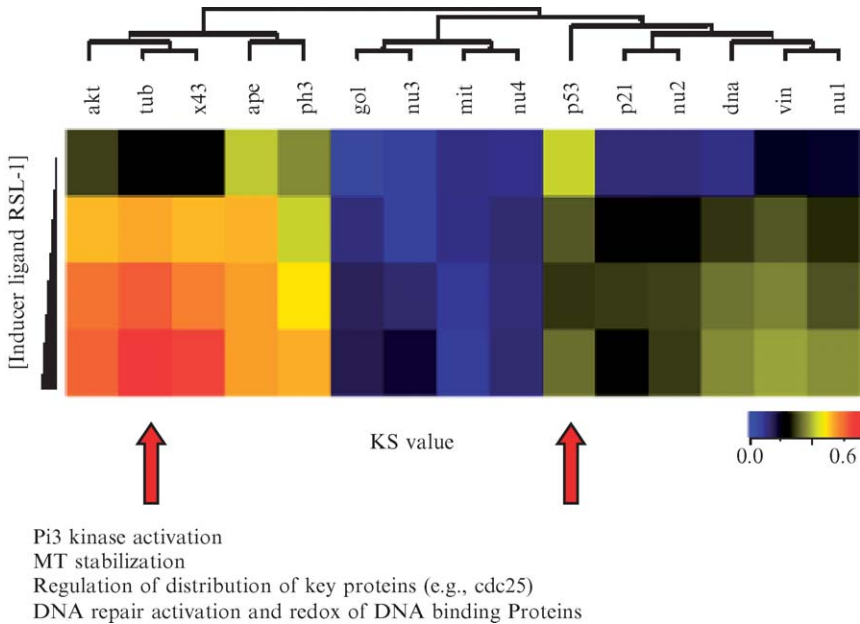 akt tub x43 ape ph3 gol nu3 mit nu4 p53 p21 nu2 dna vin nu1
[Inducer ligand RSL-1]
KS value
0.0 0.6
Pi3 kinase activation
MT stabilization
Regulation of distribution of key proteins (e.g., cdc25)
DNA repair activation and redox of DNA binding Proteins